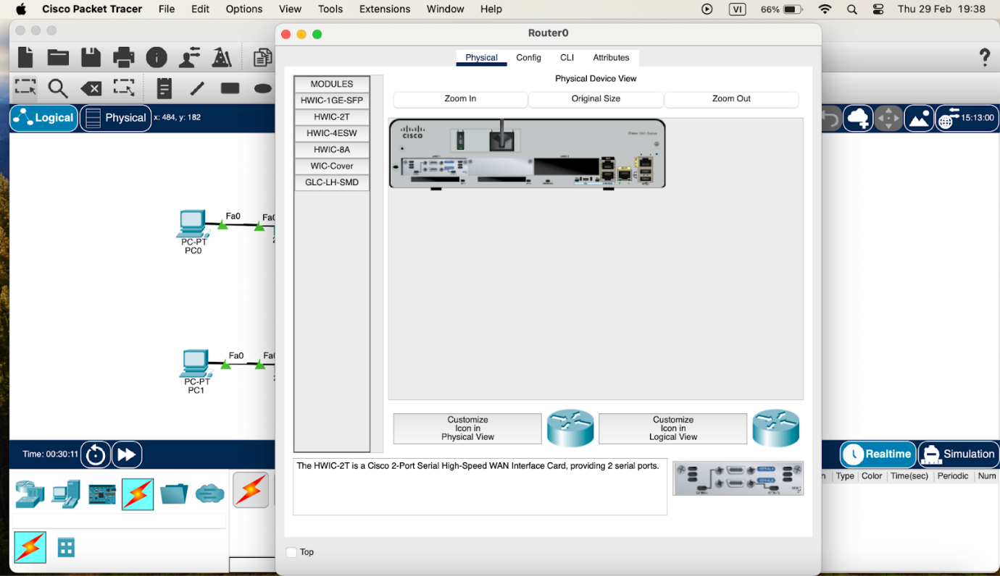 Cisco Packet Tracer File Edit Options View Tools Extensions Window Help VI 66% Thu 29 Feb 19:38
Router0
Physical Config CLI Attributes
?
MODULES
HWIC-1GE-SFP
HWIC-2T
HWIC-4ESW
HWIC-8A
WIC-Cover
GLC-LH-SMD
Physical Device View
Zoom In Original Size Zoom Out
Logical Physical x: 484, y: 182
15:13:00
CISCO
Fa0 Fa0
PC-PT
PC0
Fa0 Fa0
PC-PT
PC1
Customize
Icon in
Physical View
Customize
Icon in
Logical View
Time: 00:30:11
Realtime Simulation
The HWIC-2T is a Cisco 2-Port Serial High-Speed WAN Interface Card, providing 2 serial ports.
Type Color Time(sec) Periodic Num
Top